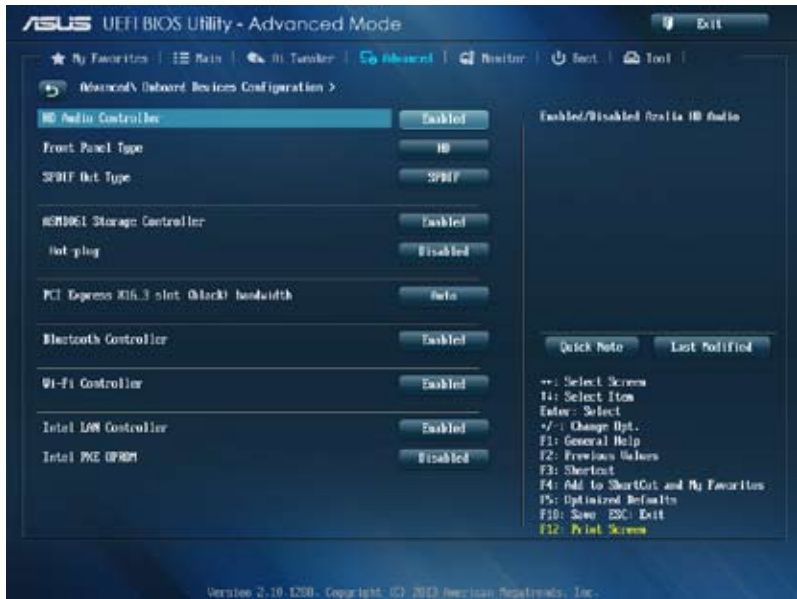 ASUS UEFI BIOS Utility - Advanced Mode
Exit
My Favorites | Main | Ai Tweaker | Advanced | Monitor | Boot | Tool
Advanced\ Onboard Devices Configuration >
HD Audio Controller Enabled
Front Panel Type HD
SPDIF Out Type SPDIF
ASM1061 Storage Controller Enabled
Hot-plug Disabled
PCI Express X16_3 slot (black) bandwidth Auto
Bluetooth Controller Enabled
Wi-Fi Controller Enabled
Intel LAN Controller Enabled
Intel PXE OPROM Disabled
Enabled/Disabled Azalia HD Audio
Quick Note Last Modified
→←: Select Screen
↑↓: Select Item
Enter: Select
+/-: Change Opt.
F1: General Help
F2: Previous Values
F3: Shortcut
F4: Add to ShortCut and My Favorites
F5: Optimized Defaults
F10: Save ESC: Exit
F12: Print Screen
Version 2.10.1208. Copyright (C) 2013 American Megatrends, Inc.